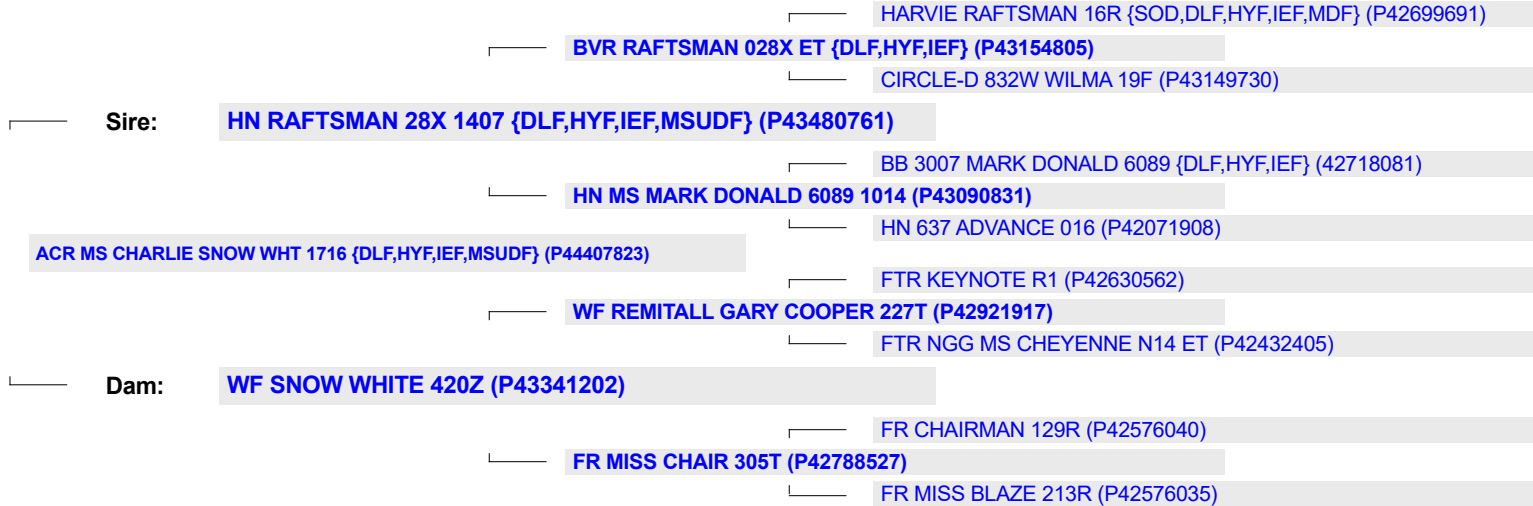 HARVIE RAFTSMAN 16R {SOD,DLF,HYF,IEF,MDF} (P42699691)
BVR RAFTSMAN 028X ET {DLF,HYF,IEF} (P43154805)
CIRCLE-D 832W WILMA 19F (P43149730)
Sire: HN RAFTSMAN 28X 1407 {DLF,HYF,IEF,MSUDF} (P43480761)
BB 3007 MARK DONALD 6089 {DLF,HYF,IEF} (42718081)
HN MS MARK DONALD 6089 1014 (P43090831)
HN 637 ADVANCE 016 (P42071908)
ACR MS CHARLIE SNOW WHT 1716 {DLF,HYF,IEF,MSUDF} (P44407823)
FTR KEYNOTE R1 (P42630562)
WF REMITALL GARY COOPER 227T (P42921917)
FTR NGG MS CHEYENNE N14 ET (P42432405)
Dam: WF SNOW WHITE 420Z (P43341202)
FR CHAIRMAN 129R (P42576040)
FR MISS CHAIR 305T (P42788527)
FR MISS BLAZE 213R (P42576035)